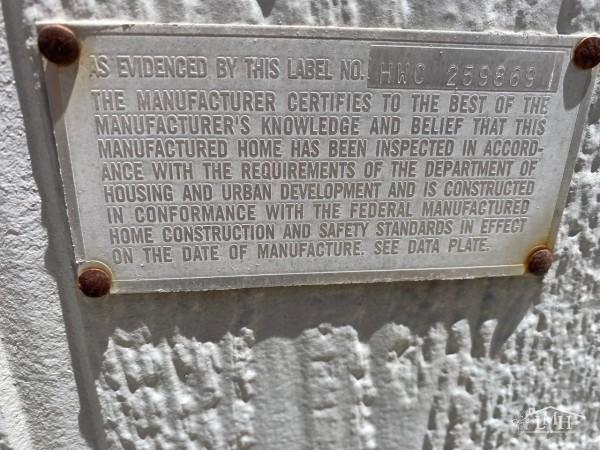 AS EVIDENCED BY THIS LABEL NO. HWC 259869
THE MANUFACTURER CERTIFIES TO THE BEST OF THE
MANUFACTURER'S KNOWLEDGE AND BELIEF THAT THIS
MANUFACTURED HOME HAS BEEN INSPECTED IN ACCORD-
ANCE WITH THE REQUIREMENTS OF THE DEPARTMENT OF
HOUSING AND URBAN DEVELOPMENT AND IS CONSTRUCTED
IN CONFORMANCE WITH THE FEDERAL MANUFACTURED
HOME CONSTRUCTION AND SAFETY STANDARDS IN EFFECT
ON THE DATE OF MANUFACTURE. SEE DATA PLATE.
LMH